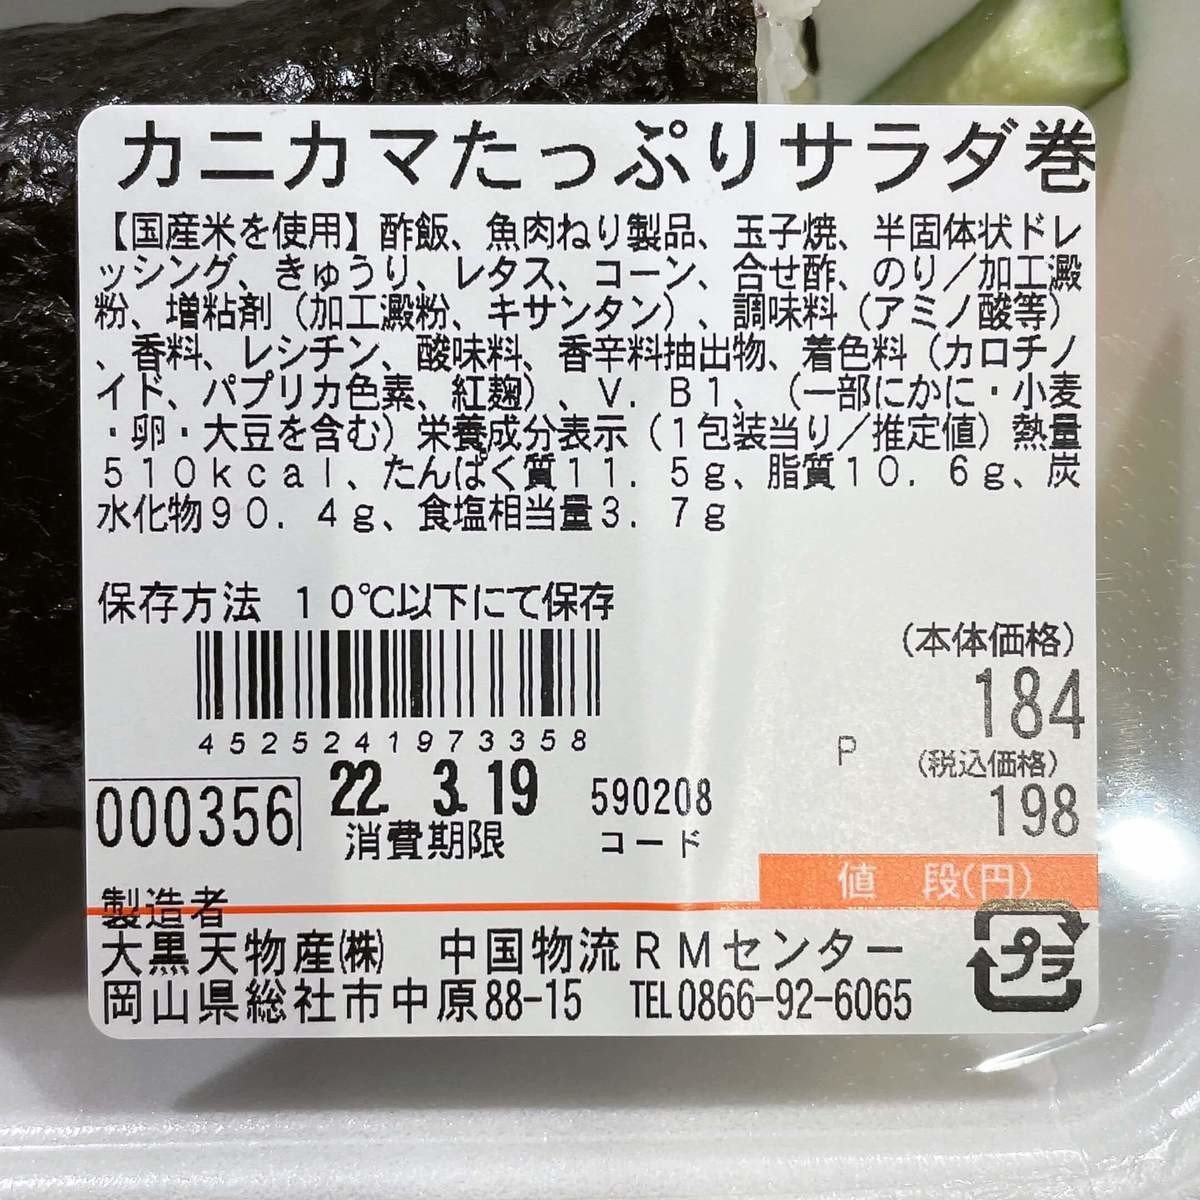 カニカマたっぷりサラダ巻
【国産米を使用】酢飯、魚肉ねり製品、玉子焼、半固体状ドレ
ッシング、きゅうり、レタス、コーン、合せ酢、のり／加工澱
粉、増粘剤（加工澱粉、キサンタン）、調味料（アミノ酸等）
、香料、レシチン、酸味料、香辛料抽出物、着色料（カロチノ
イド、パプリカ色素、紅麹）、Ｖ．Ｂ１、（一部にかに・小麦
・卵・大豆を含む）栄養成分表示（１包装当り／推定値）熱量
５１０ｋｃａｌ、たんぱく質１１．５ｇ、脂質１０．６ｇ、炭
水化物９０．４ｇ、食塩相当量３．７ｇ
保存方法 １０℃以下にて保存
(本体価格)
184
4525241973358
P
(税込価格)
198
000356
22. 3.19
消費期限
590208
コード
値 段(円)
製造者
大黒天物産㈱ 中国物流ＲＭセンター
岡山県総社市中原88-15 TEL0866-92-6065
プラ